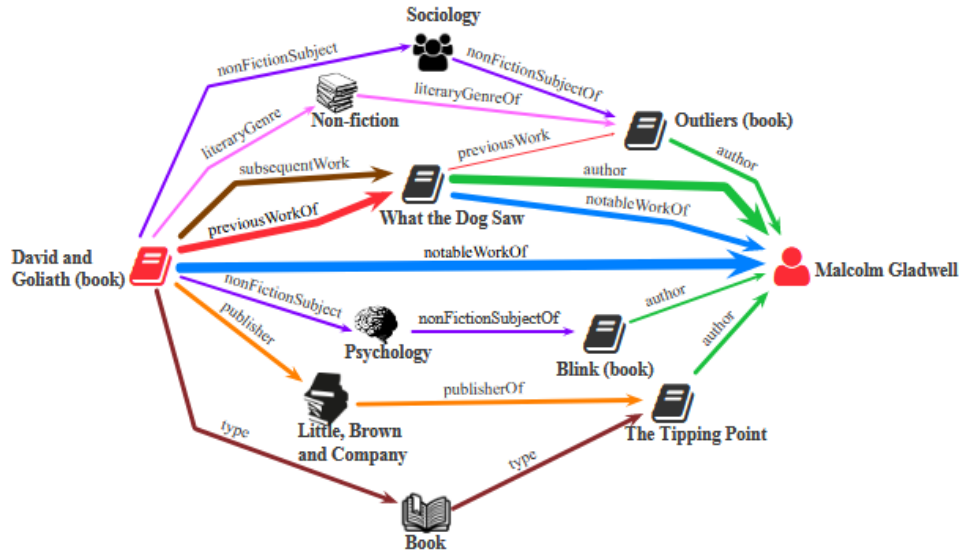 Sociology
nonFictionSubject
nonFictionSubjectOf
literaryGenreOf
Non-fiction
literaryGenre
Outliers (book)
previousWork
author
subsequentWork
author
What the Dog Saw
notableWorkOf
previousWorkOf
David and
Goliath (book)
notableWorkOf
Malcolm Gladwell
nonFictionSubject
author
publisher
nonFictionSubjectOf
Psychology
Blink (book)
author
publisherOf
Little, Brown
and Company
The Tipping Point
type
type
Book